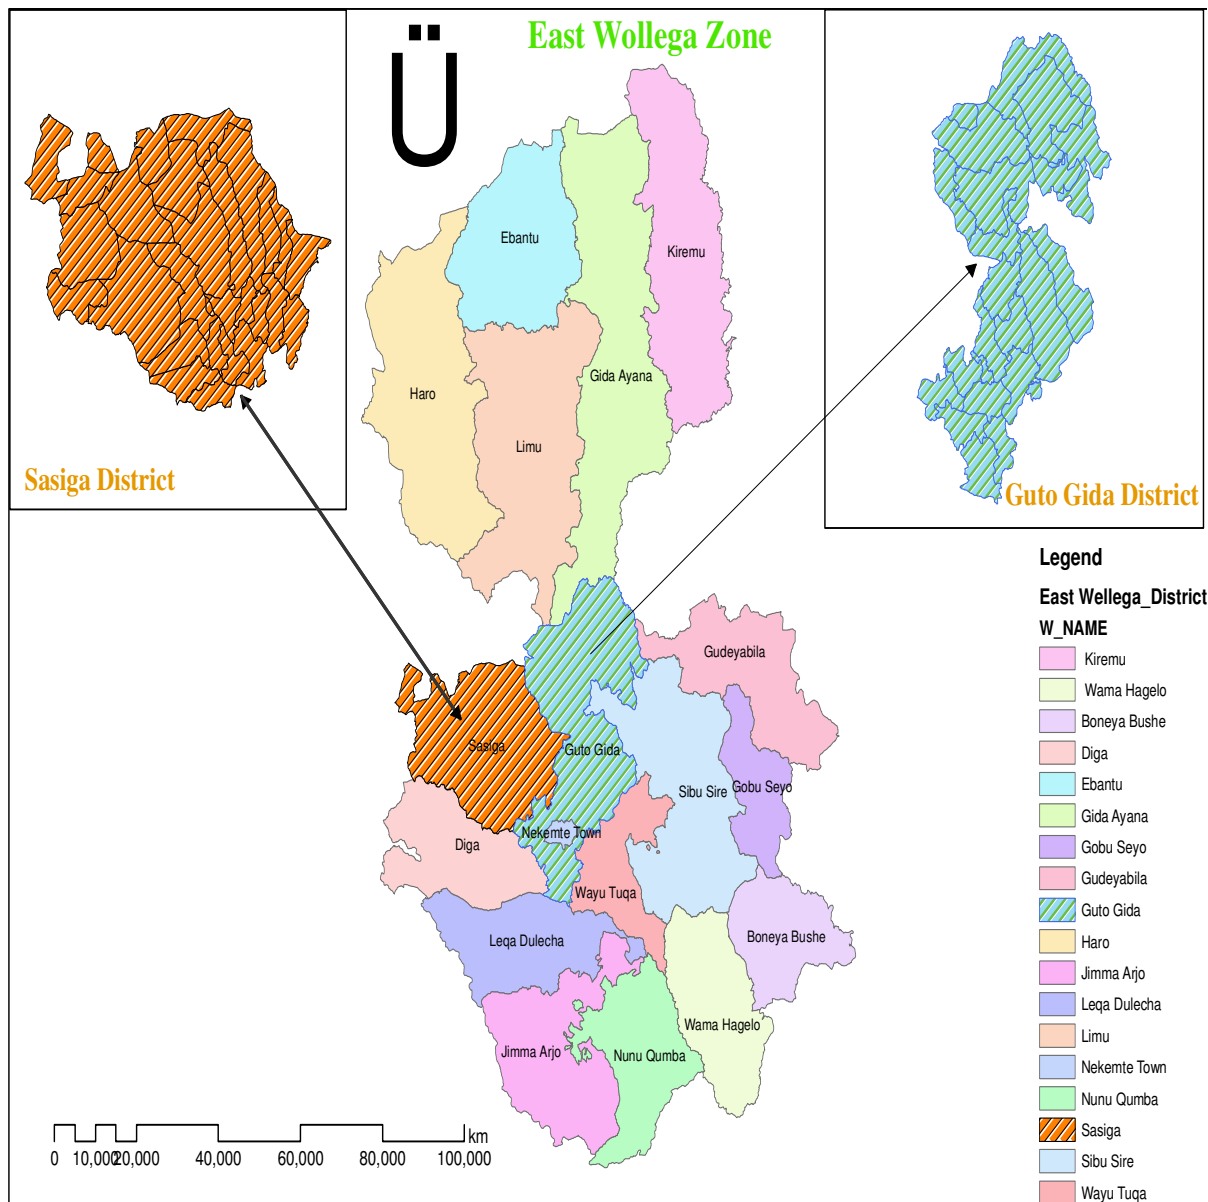 East Wollega Zone
Ü
Sasiga District
Guto Gida District
Ebantu
Kiremu
Gida Ayana
Haro
Limu
Gudeyabila
Sasiga
Guto Gida
Sibu Sire
Gobu Seyo
Nekemte Town
Diga
Wayu Tuqa
Leqa Dulecha
Boneya Bushe
Wama Hagelo
Jimma Arjo
Nunu Qumba
km
0 10,000 20,000 40,000 60,000 80,000 100,000
Legend
East Wellega_District
W_NAME
Kiremu
Wama Hagelo
Boneya Bushe
Diga
Ebantu
Gida Ayana
Gobu Seyo
Gudeyabila
Guto Gida
Haro
Jimma Arjo
Leqa Dulecha
Limu
Nekemte Town
Nunu Qumba
Sasiga
Sibu Sire
Wayu Tuqa